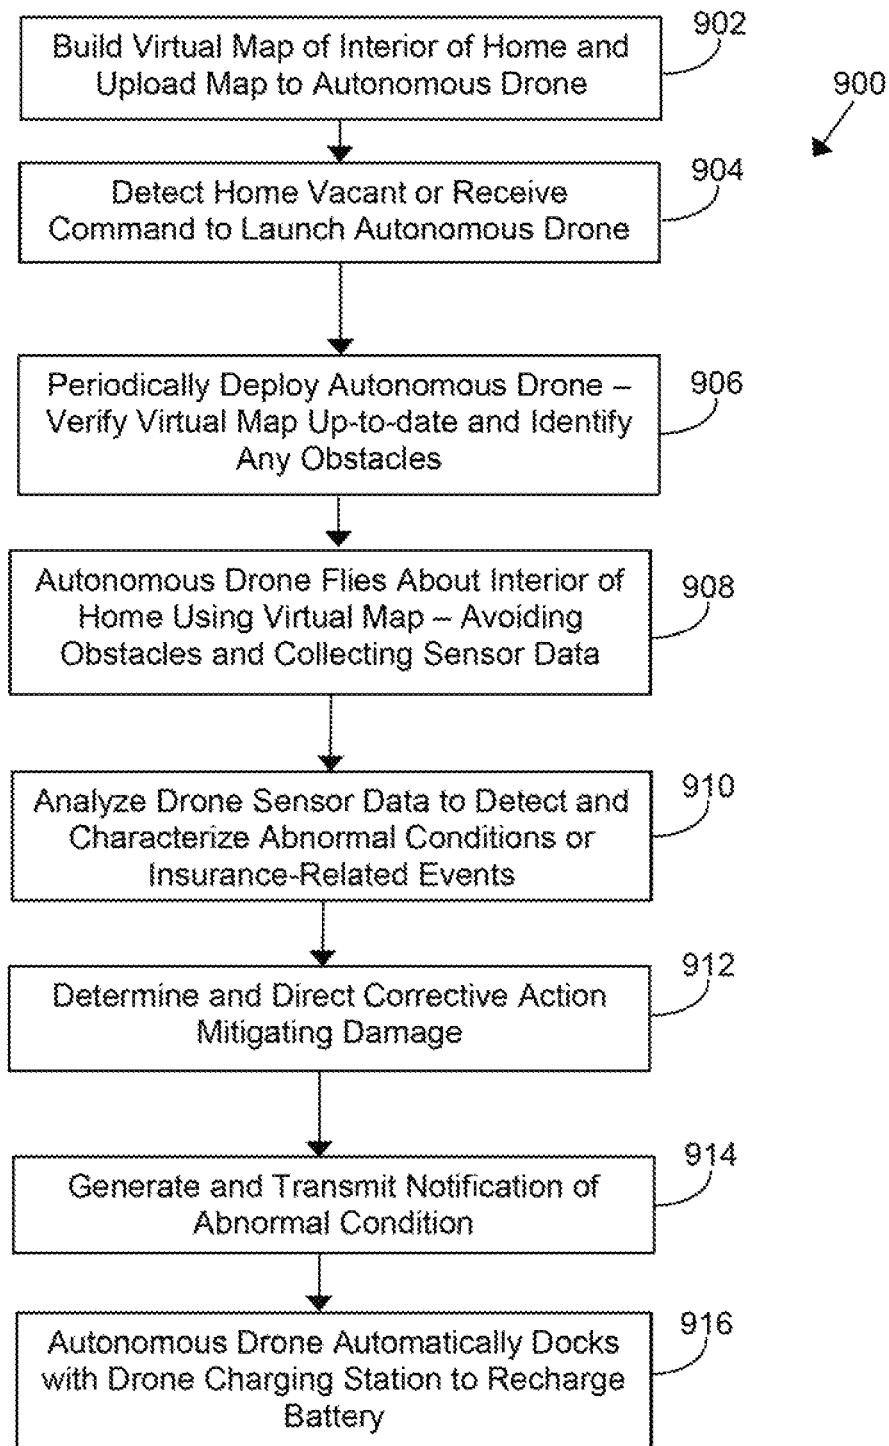 902
Build Virtual Map of Interior of Home and
Upload Map to Autonomous Drone
900
904
Detect Home Vacant or Receive
Command to Launch Autonomous Drone
906
Periodically Deploy Autonomous Drone –
Verify Virtual Map Up-to-date and Identify
Any Obstacles
908
Autonomous Drone Flies About Interior of
Home Using Virtual Map – Avoiding
Obstacles and Collecting Sensor Data
910
Analyze Drone Sensor Data to Detect and
Characterize Abnormal Conditions or
Insurance-Related Events
912
Determine and Direct Corrective Action
Mitigating Damage
914
Generate and Transmit Notification of
Abnormal Condition
916
Autonomous Drone Automatically Docks
with Drone Charging Station to Recharge
Battery